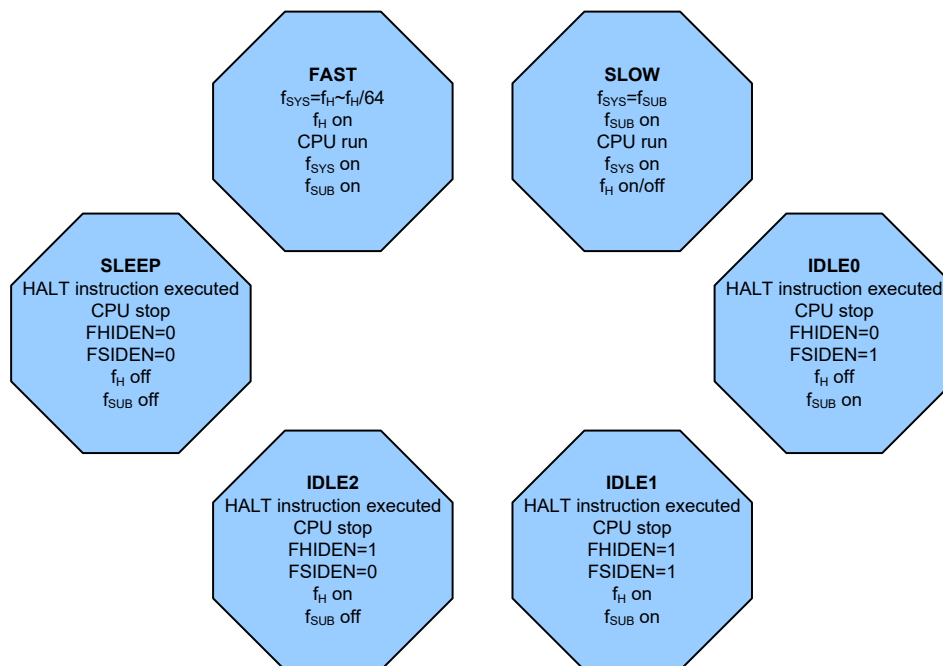 FAST
fSYS=fH~fH/64
fH on
CPU run
fSYS on
fSUB on
SLOW
fSYS=fSUB
fSUB on
CPU run
fSYS on
fH on/off
SLEEP
HALT instruction executed
CPU stop
FHIDEN=0
FSIDEN=0
fH off
fSUB off
IDLE0
HALT instruction executed
CPU stop
FHIDEN=0
FSIDEN=1
fH off
fSUB on
IDLE2
HALT instruction executed
CPU stop
FHIDEN=1
FSIDEN=0
fH on
fSUB off
IDLE1
HALT instruction executed
CPU stop
FHIDEN=1
FSIDEN=1
fH on
fSUB on